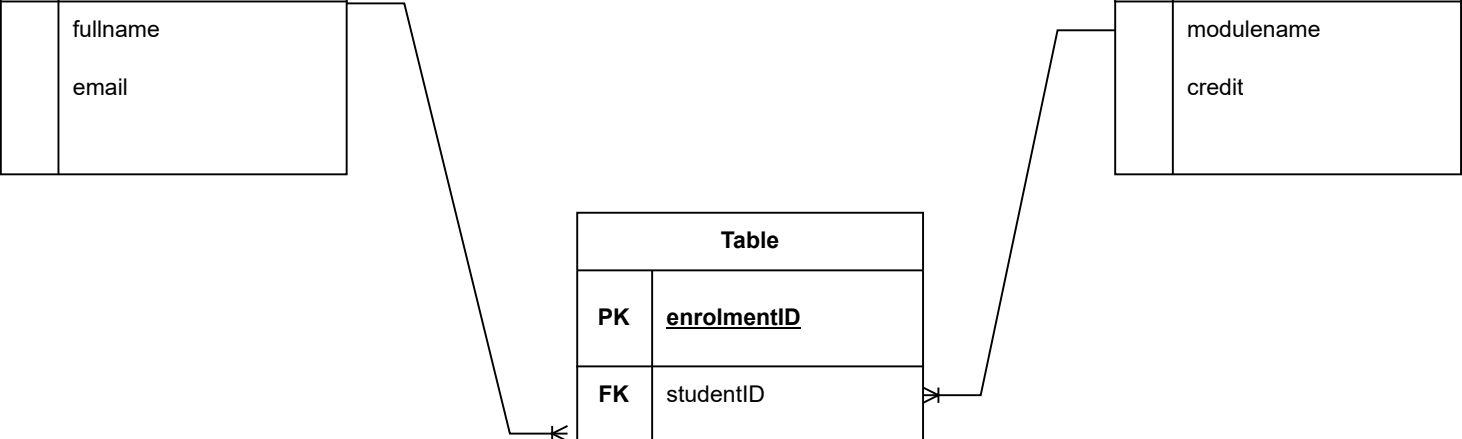 fullname
email
modulename
credit
Table
PK enrolmentID
FK studentID